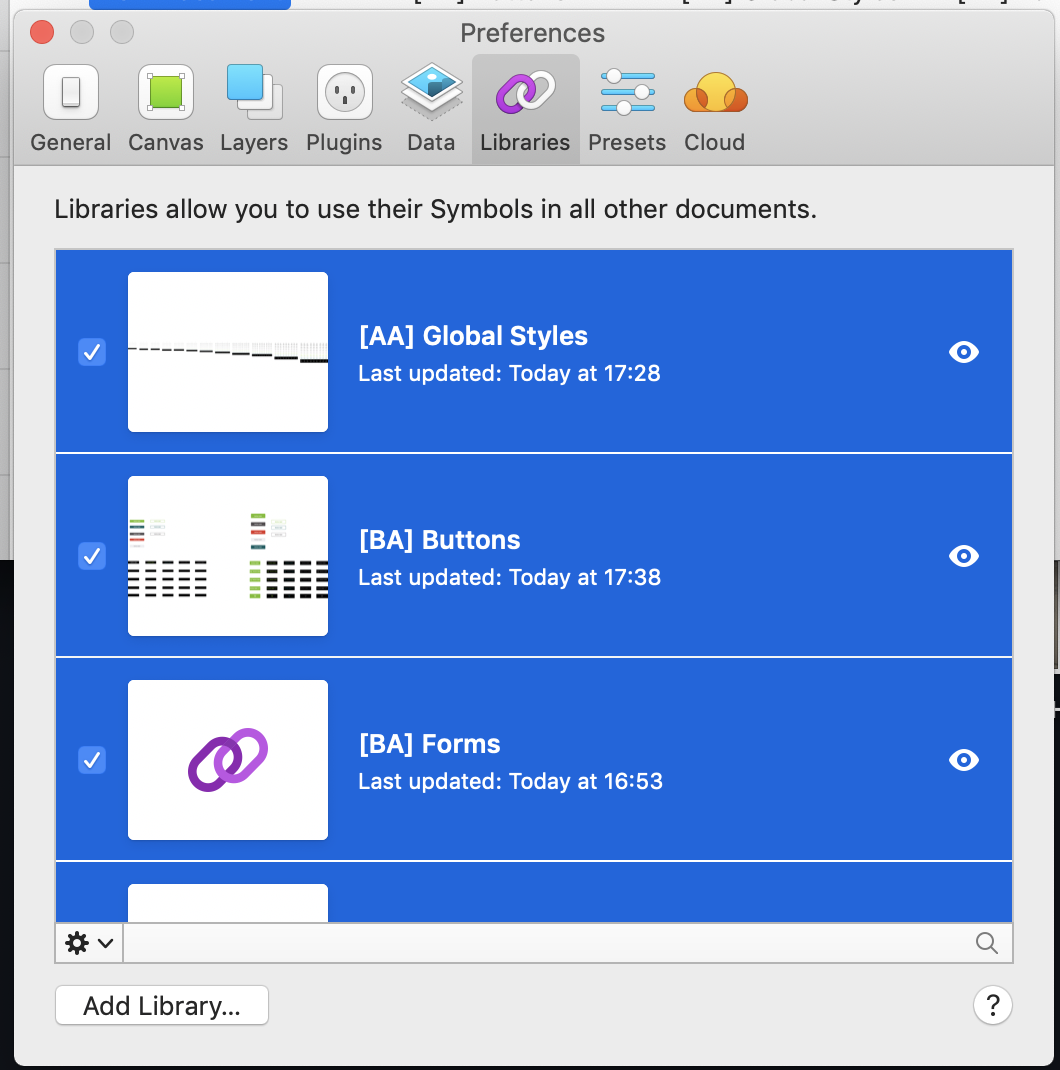 Preferences
General Canvas Layers Plugins Data Libraries Presets Cloud
Libraries allow you to use their Symbols in all other documents.
[AA] Global Styles
Last updated: Today at 17:28
[BA] Buttons
Last updated: Today at 17:38
[BA] Forms
Last updated: Today at 16:53
Add Library...
?